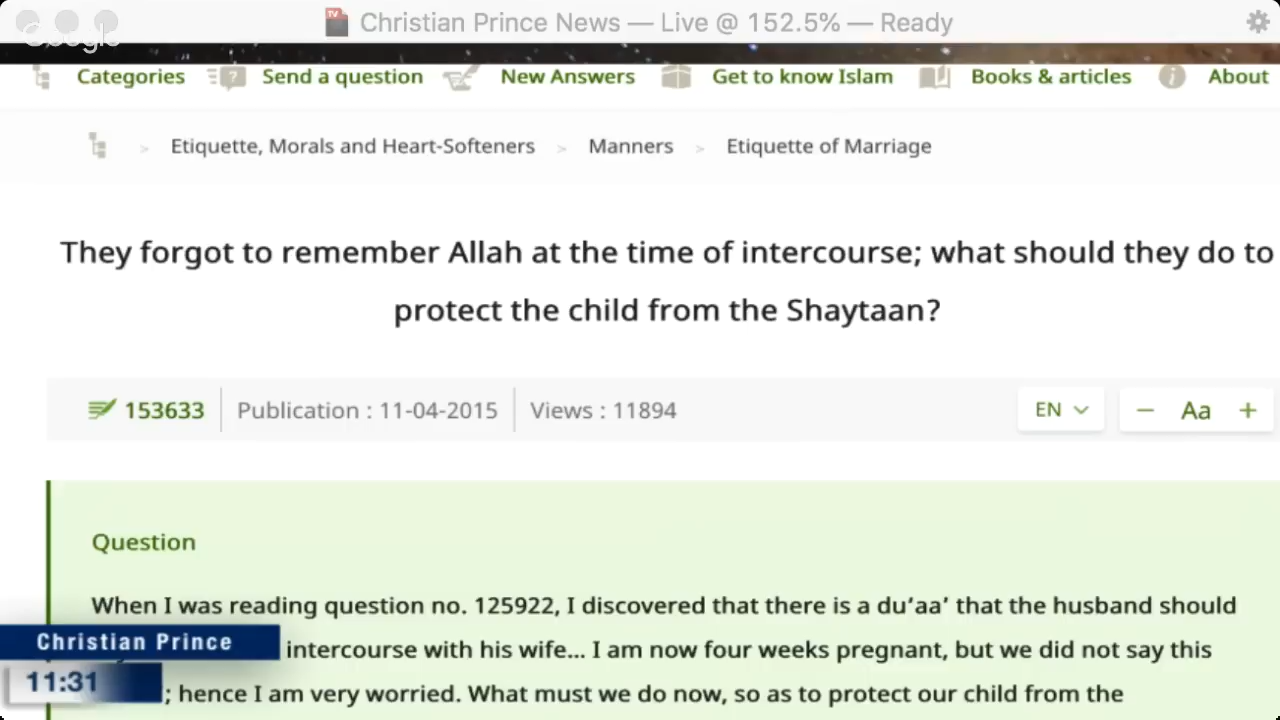 Christian Prince News — Live @ 152.5% — Ready
Google
Categories Send a question New Answers Get to know Islam Books & articles About
Etiquette, Morals and Heart-Softeners > Manners > Etiquette of Marriage
They forgot to remember Allah at the time of intercourse; what should they do to
protect the child from the Shaytaan?
153633 Publication : 11-04-2015 Views : 11894 EN − Aa +
Question
When I was reading question no. 125922, I discovered that there is a du’aa’ that the husband should
intercourse with his wife... I am now four weeks pregnant, but we did not say this
; hence I am very worried. What must we do now, so as to protect our child from the
Christian Prince
11:31